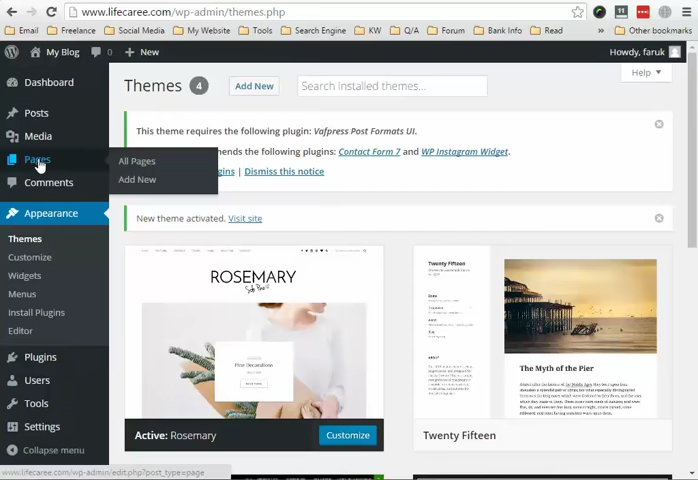 www.lifecaree.com/wp-admin/themes.php
Email Freelance Social Media My Website Tools Search Engine KW Q/A Forum Bank Info Read » Other bookmarks
My Blog 0 + New Howdy, faruk
Dashboard
Posts
Media
Pages
Comments
Appearance
Themes
Customize
Widgets
Menus
Install Plugins
Editor
Plugins
Users
Tools
Settings
Collapse menu
All Pages
Add New
Themes 4 Add New Search installed themes...
Help
This theme requires the following plugin: Vafpress Post Formats UI.
mends the following plugins: Contact Form 7 and WP Instagram Widget.
gins | Dismiss this notice
New theme activated. Visit site
ROSEMARY
Flow Decorations
Active: Rosemary Customize
Twenty Fifteen
The Myth of the Pier
Twenty Fifteen
www.lifecaree.com/wp-admin/edit.php?post_type=page